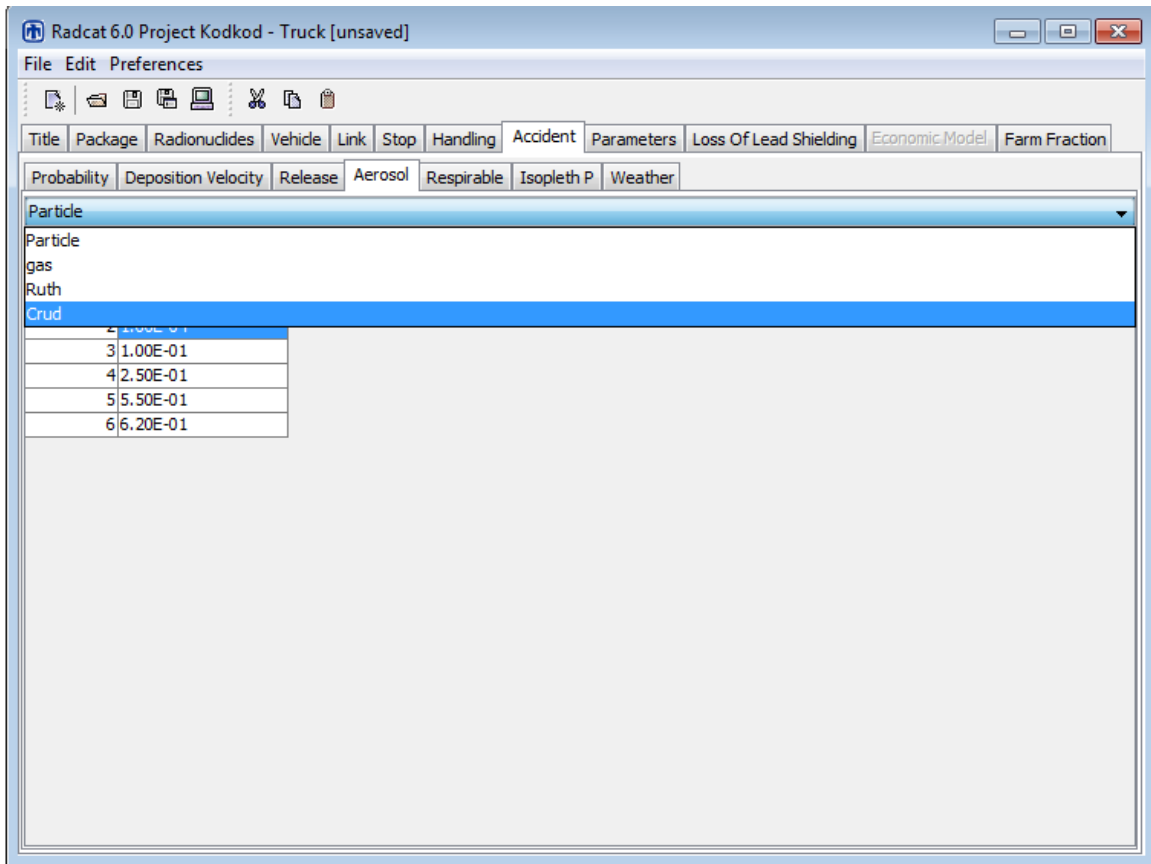 Radcat 6.0 Project Kodkod - Truck [unsaved]
File Edit Preferences
Title Package Radionuclides Vehicle Link Stop Handling Accident Parameters Loss Of Lead Shielding Economic Model Farm Fraction
Probability Deposition Velocity Release Aerosol Respirable Isopleth P Weather
Particle
Particle
gas
Ruth
Crud
3 1.00E-01
4 2.50E-01
5 5.50E-01
6 6.20E-01